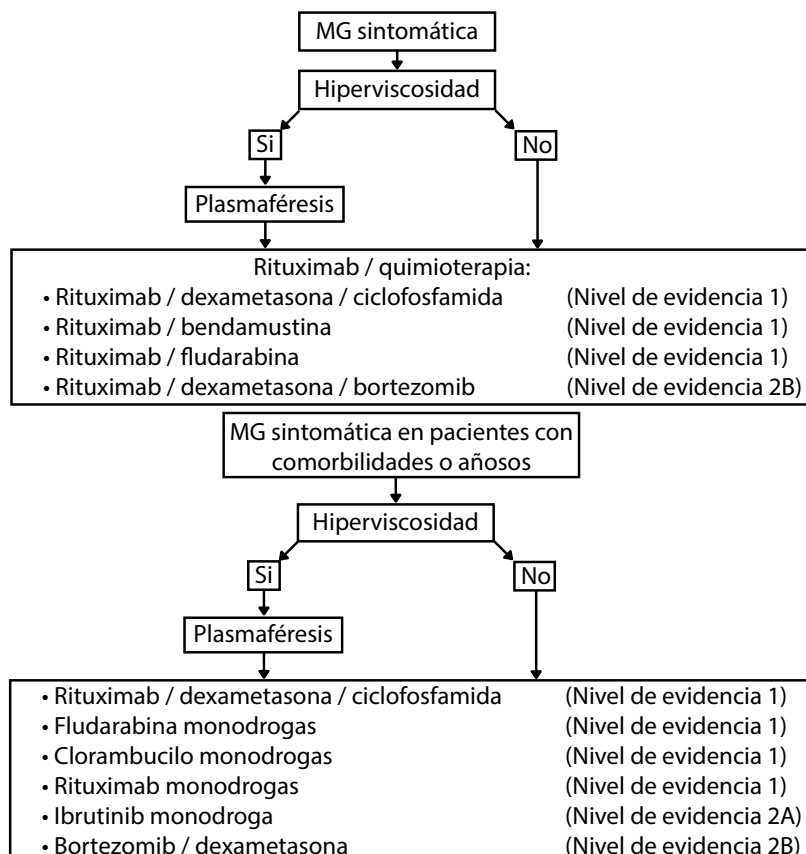 MG sintomática
Hiperviscosidad
Si
No
Plasmaféresis
Rituximab / quimioterapia:
• Rituximab / dexametasona / ciclofosfamida (Nivel de evidencia 1)
• Rituximab / bendamustina (Nivel de evidencia 1)
• Rituximab / fludarabina (Nivel de evidencia 1)
• Rituximab / dexametasona / bortezomib (Nivel de evidencia 2B)
MG sintomática en pacientes con
comorbilidades o añosos
Hiperviscosidad
Si
No
Plasmaféresis
• Rituximab / dexametasona / ciclofosfamida (Nivel de evidencia 1)
• Fludarabina monodrogas (Nivel de evidencia 1)
• Clorambucilo monodrogas (Nivel de evidencia 1)
• Rituximab monodrogas (Nivel de evidencia 1)
• Ibrutinib monodroga (Nivel de evidencia 2A)
• Bortezomib / dexametasona (Nivel de evidencia 2B)